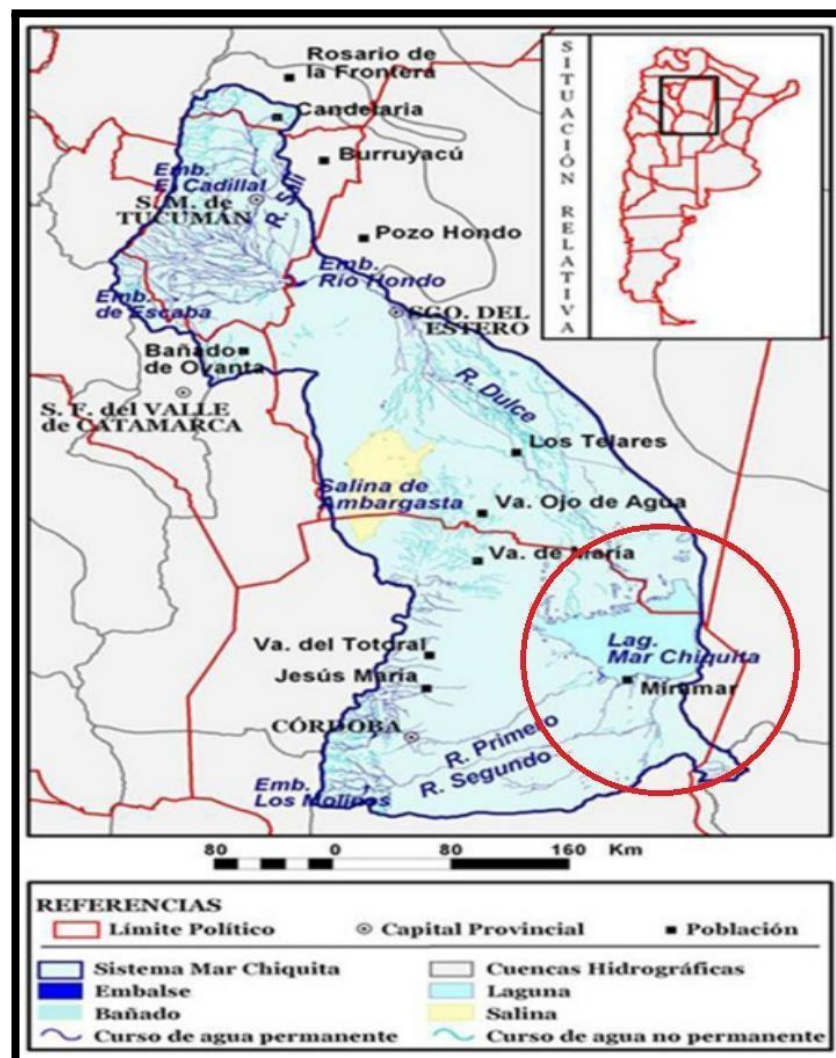 Rosario de
la Frontera
Candelaria
Burruyacú
Emb.
El Cadillal
S. M. de
TUCUMÁN
R. Sali
Pozo Hondo
Emb.
Río Hondo
Emb.
de Escaba
SGO. DEL
ESTERO
Bañado
de Ovanta
S. F. del VALLE
de CATAMARCA
R. Dulce
Los Telares
Salina de
Ambargasta
Va. Ojo de Agua
Va. de María
Lag.
Mar Chiquita
Va. del Totoral
Jesús María
Miramar
CÓRDOBA
R. Primero
R. Segundo
Emb.
Los Molinos
SITUACIÓN RELATIVA
80 0 80 160 Km
REFERENCIAS
Límite Político
Capital Provincial
Población
Sistema Mar Chiquita
Cuencas Hidrográficas
Embalse
Laguna
Bañado
Salina
Curso de agua permanente
Curso de agua no permanente